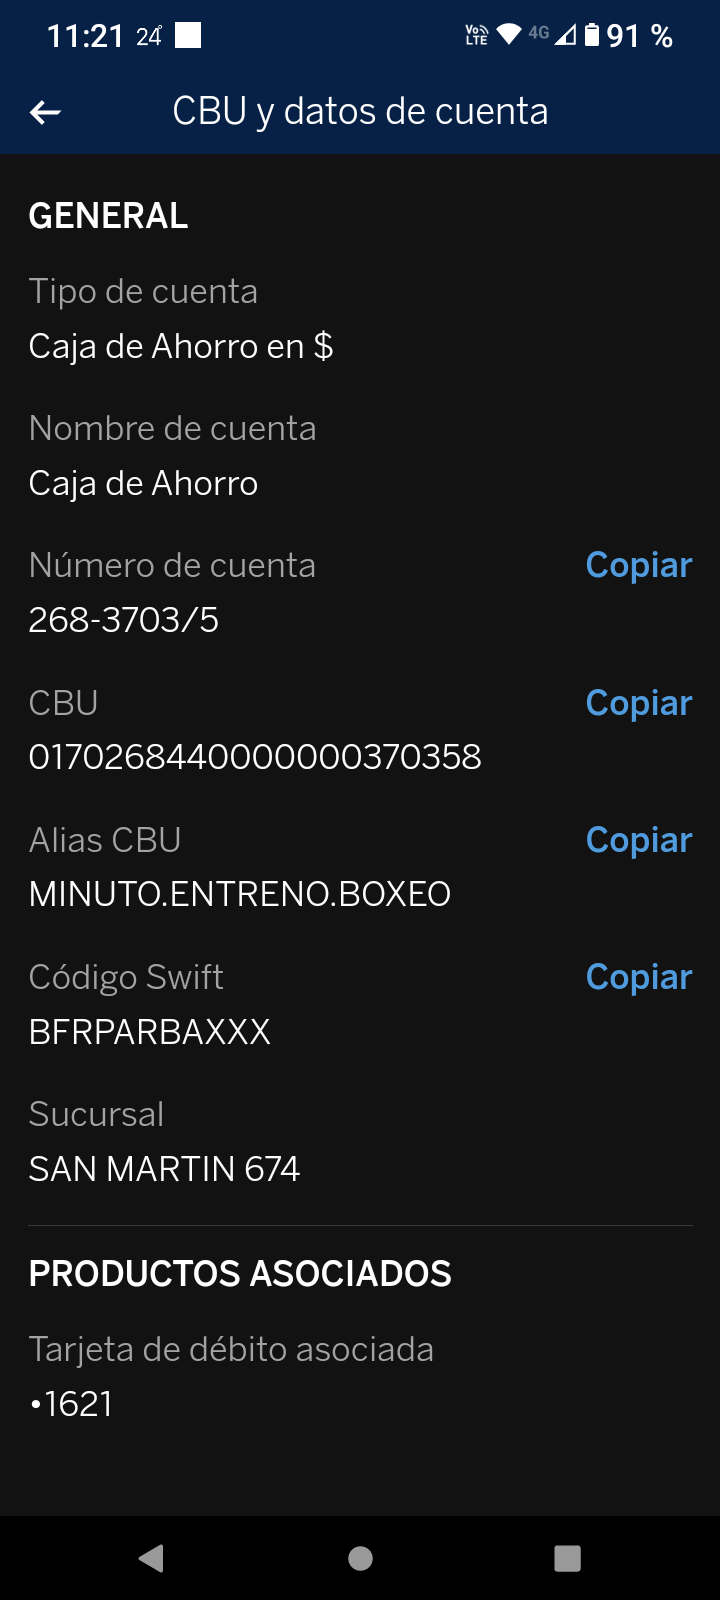 11:21 24° VoLTE 4G 91 %
CBU y datos de cuenta
GENERAL
Tipo de cuenta
Caja de Ahorro en $
Nombre de cuenta
Caja de Ahorro
Número de cuenta Copiar
268-3703/5
CBU Copiar
0170268440000000370358
Alias CBU Copiar
MINUTO.ENTRENO.BOXEO
Código Swift Copiar
BFRPARBAXXX
Sucursal
SAN MARTIN 674
PRODUCTOS ASOCIADOS
Tarjeta de débito asociada
•1621